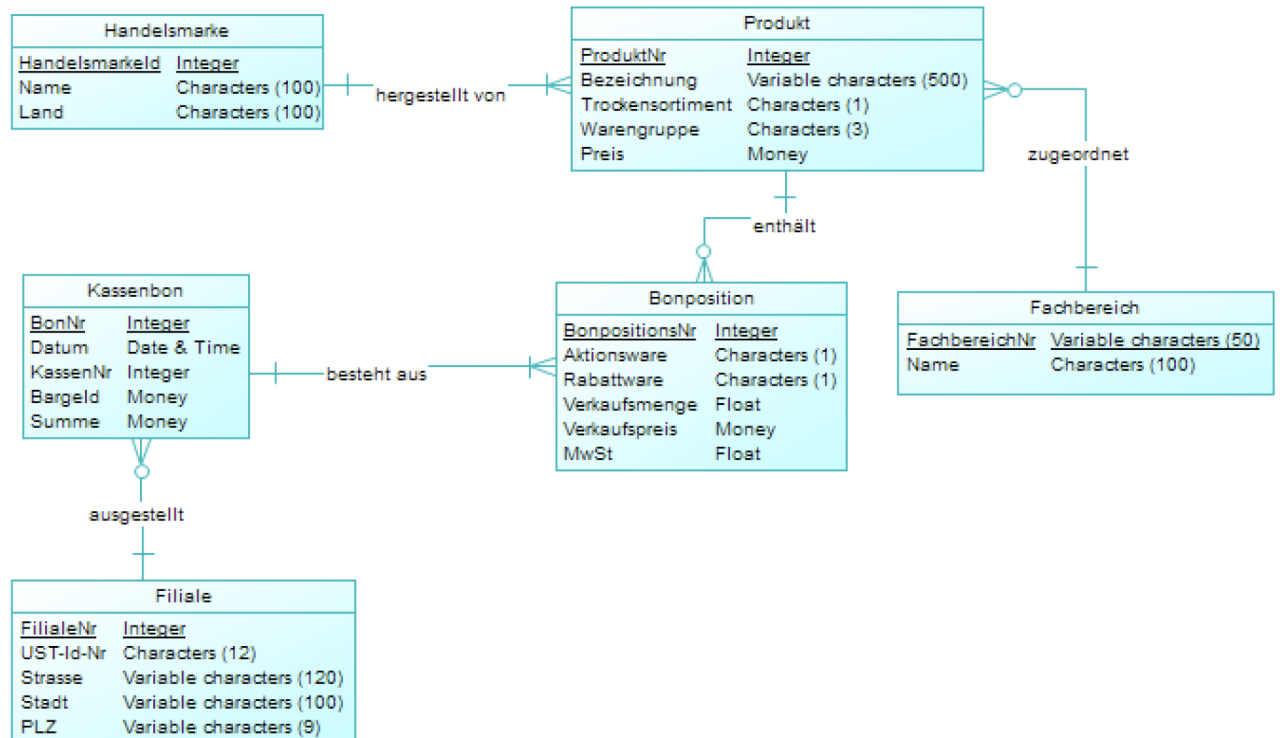 Handelsmarke
HandelsmarkeId Integer
Name Characters (100)
Land Characters (100)
hergestellt von
Produkt
ProduktNr Integer
Bezeichnung Variable characters (500)
Trockensortiment Characters (1)
Warengruppe Characters (3)
Preis Money
zugeordnet
enthält
Kassenbon
BonNr Integer
Datum Date & Time
KassenNr Integer
Bargeld Money
Summe Money
besteht aus
Bonposition
BonpositionsNr Integer
Aktionsware Characters (1)
Rabattware Characters (1)
Verkaufsmenge Float
Verkaufspreis Money
MwSt Float
Fachbereich
FachbereichNr Variable characters (50)
Name Characters (100)
ausgestellt
Filiale
FilialeNr Integer
UST-Id-Nr Characters (12)
Strasse Variable characters (120)
Stadt Variable characters (100)
PLZ Variable characters (9)